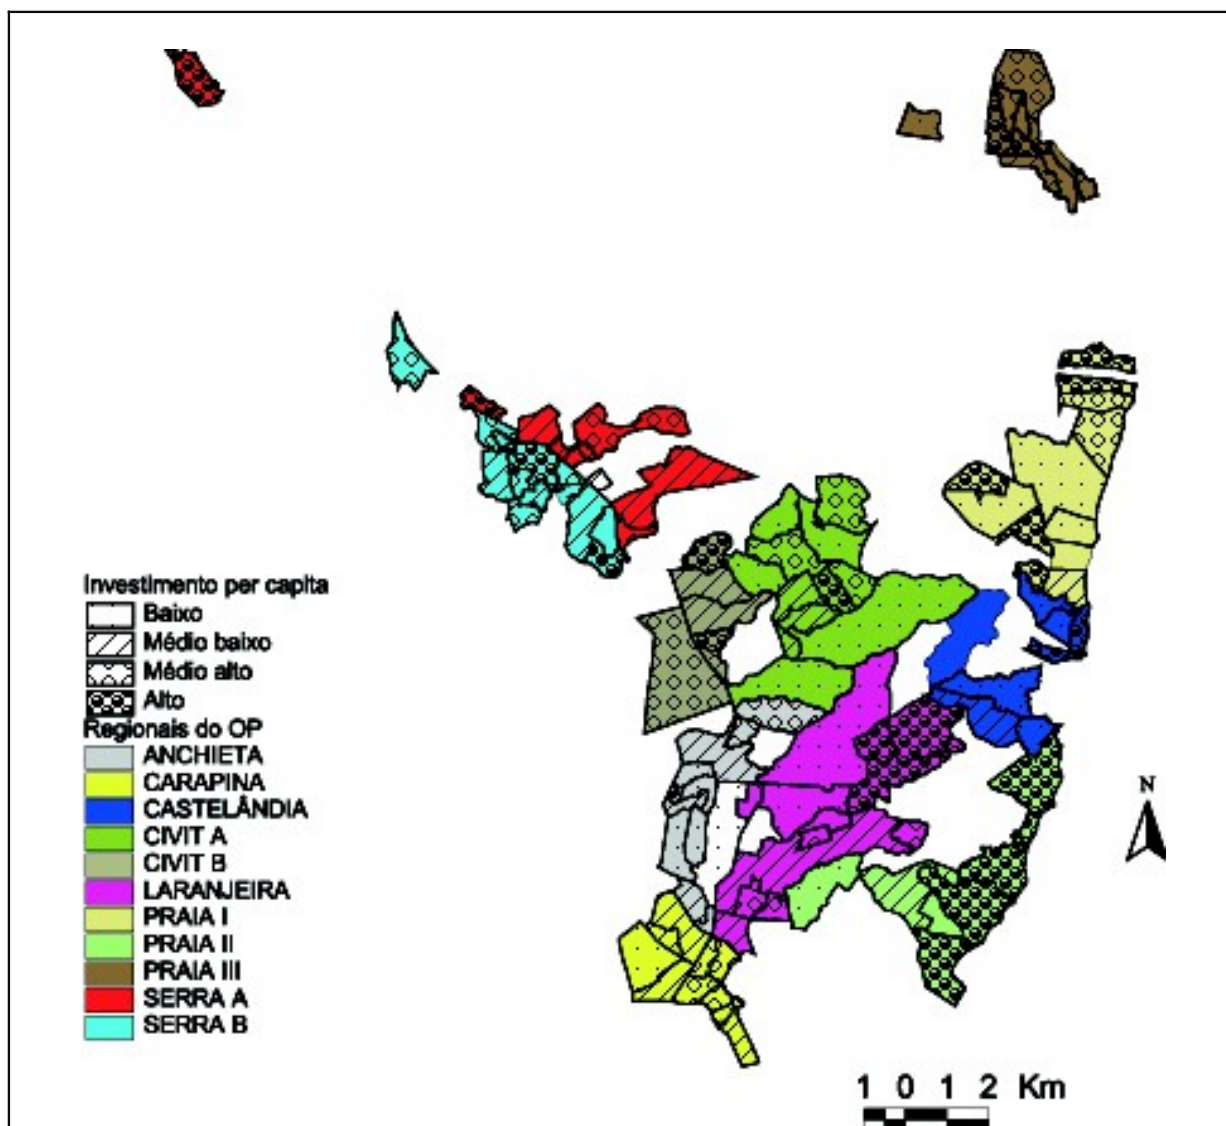 Investimento per capita
Baixo
Médio baixo
Médio alto
Alto
Regionais do OP
ANCHIETA
CARAPINA
CASTELÂNDIA
CIVIT A
CIVIT B
LARANJEIRA
PRAIA I
PRAIA II
PRAIA III
SERRA A
SERRA B
N
1 0 1 2 Km